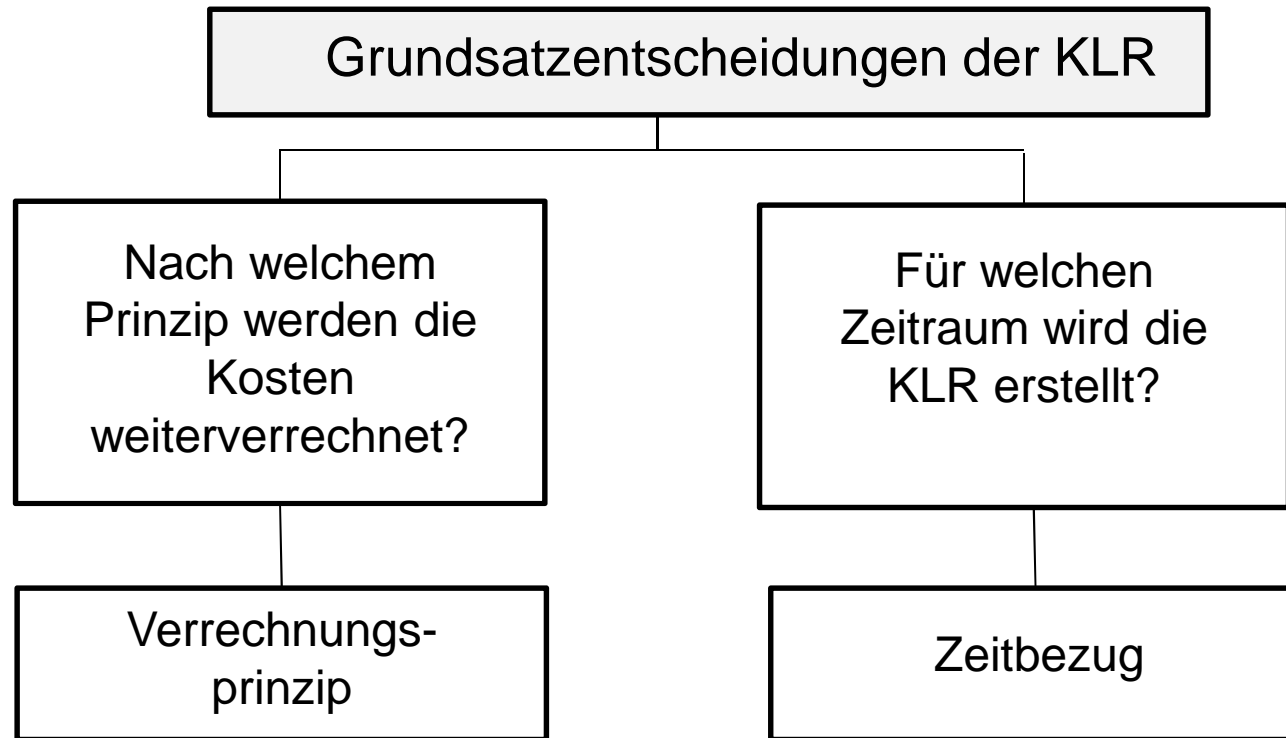 Grundsatzentscheidungen der KLR
Nach welchem
Prinzip werden die
Kosten
weiterverrechnet?
Für welchen
Zeitraum wird die
KLR erstellt?
Verrechnungs-
prinzip
Zeitbezug